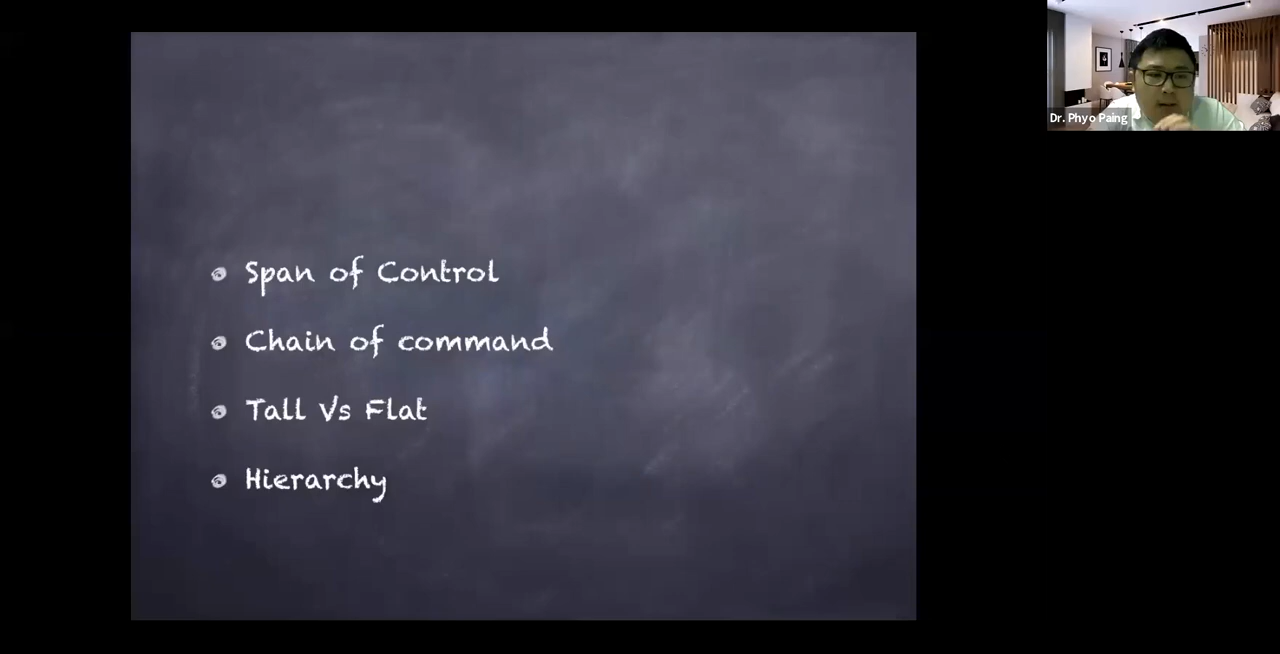 Span of Control
Chain of command
Tall Vs Flat
Hierarchy
Dr. Phyo Paing